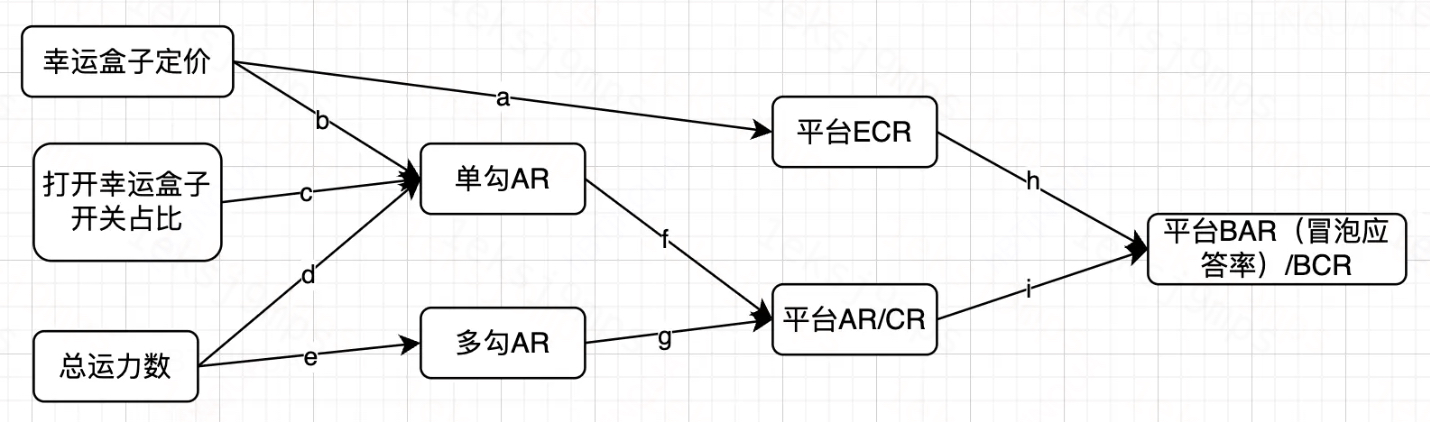 幸运盒子定价
a
b
平台ECR
打开幸运盒子
开关占比
c
单勾AR
h
d
f
平台BAR（冒泡应
答率）/BCR
总运力数
e
多勾AR
g
平台AR/CR
i